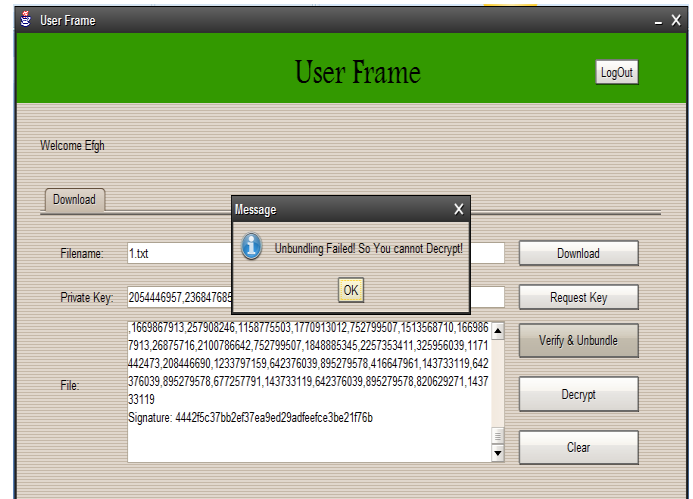 User Frame
User Frame
LogOut
Welcome Efgh
Download
Message X
Unbundling Failed! So You cannot Decrypt!
OK
Filename: 1.txt
Download
Private Key: 2054446957,23684768
Request Key
,1669867913,257908246,1158775503,1770913012,752799507,1513568710,166986
7913,26875716,2100786642,752799507,1848885345,2257353411,325956039,1171
442473,208446690,1233797159,642376039,895279578,416647961,143733119,642
376039,895279578,677257791,143733119,642376039,895279578,820629271,1437
33119
Signature: 4442f5c37bb2ef37ea9ed29adfeefce3be21f76b
File:
Verify & Unbundle
Decrypt
Clear